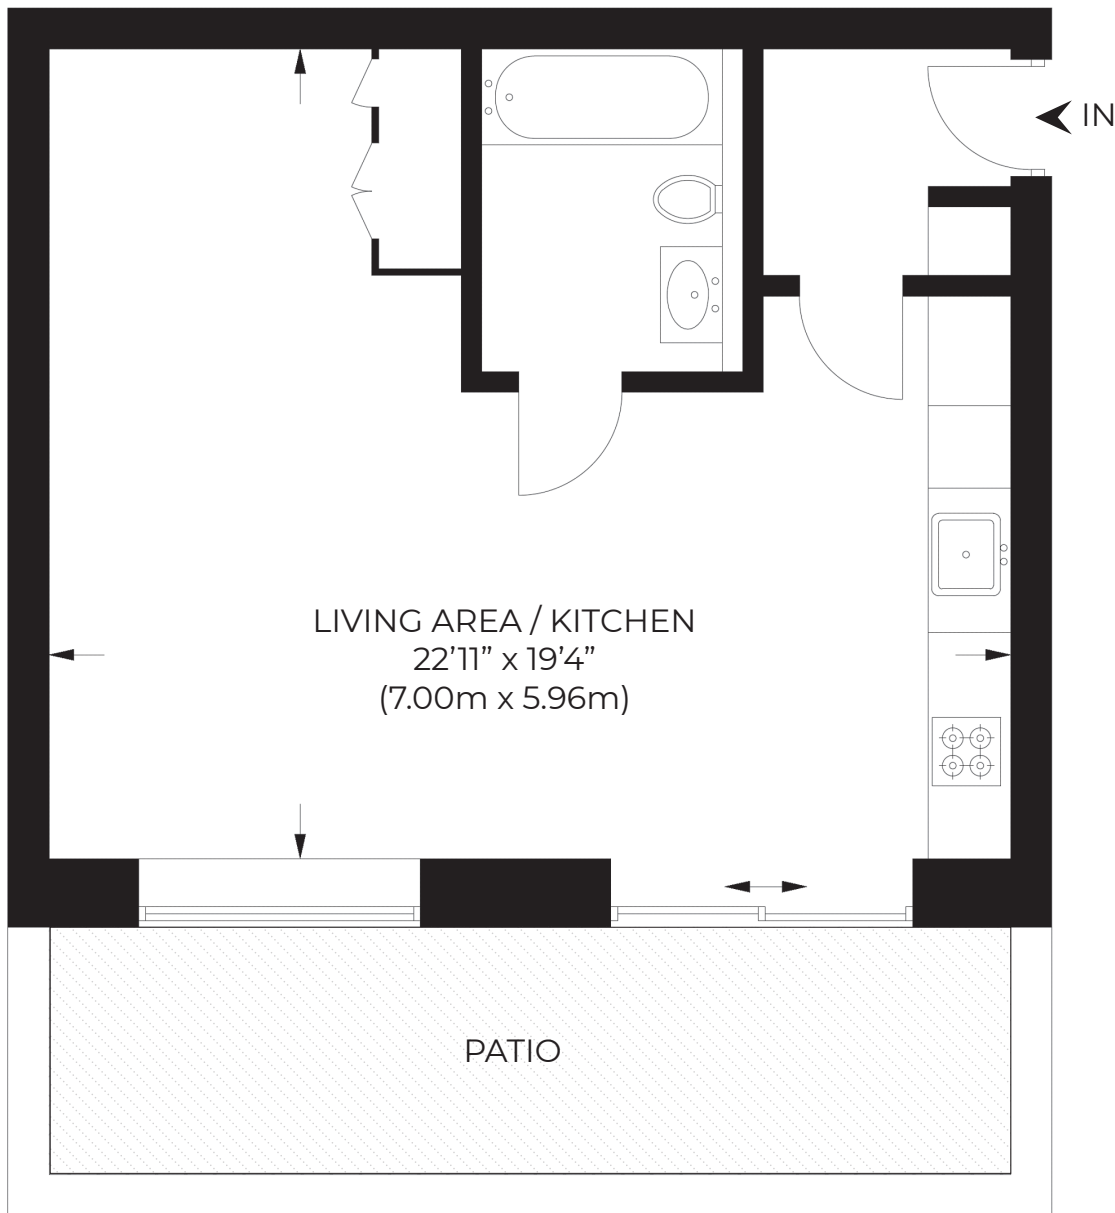 IN
LIVING AREA / KITCHEN
22’11” x 19’4”
(7.00m x 5.96m)
PATIO